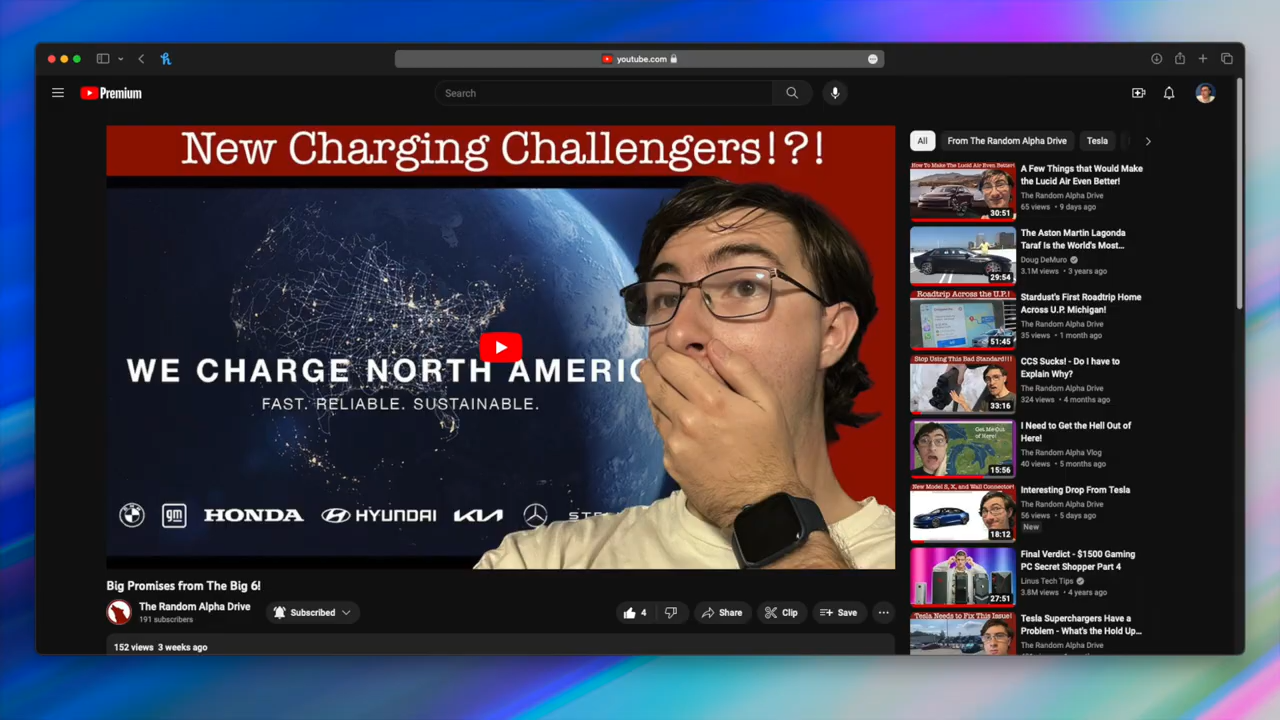 youtube.com
Premium
Search
New Charging Challengers!?!
WE CHARGE NORTH AMERIC
FAST. RELIABLE. SUSTAINABLE.
gm HONDA HYUNDAI KIA
Big Promises from The Big 6!
The Random Alpha Drive
191 subscribers
Subscribed
4
Share
Clip
Save
152 views 3 weeks ago
All
From The Random Alpha Drive
Tesla
How To Make The Lucid Air Even Better!
30:51
A Few Things that Would Make
the Lucid Air Even Better!
The Random Alpha Drive
65 views • 9 days ago
29:54
The Aston Martin Lagonda
Taraf Is the World's Most...
Doug DeMuro
3.1M views • 3 years ago
Roadtrip Across the U.P.!
51:45
Stardust's First Roadtrip Home
Across U.P. Michigan!
The Random Alpha Drive
35 views • 1 month ago
Stop Using This Bad Standard!!!
33:16
CCS Sucks! - Do I have to
Explain Why?
The Random Alpha Drive
324 views • 4 months ago
Get Me Out
of Here!
15:56
I Need to Get the Hell Out of
Here!
The Random Alpha Vlog
40 views • 5 months ago
New Model S, X, and Wall Connector!
18:12
Interesting Drop From Tesla
The Random Alpha Drive
56 views • 5 days ago
New
27:51
Final Verdict - $1500 Gaming
PC Secret Shopper Part 4
Linus Tech Tips
3.8M views • 4 years ago
Tesla Needs to Fix This Issue!
Tesla Superchargers Have a
Problem - What's the Hold Up...
The Random Alpha Drive